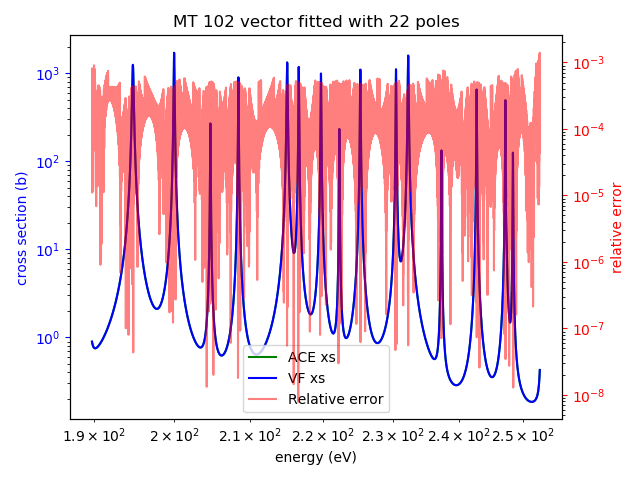 MT 102 vector fitted with 22 poles
10³
10²
10¹
10⁰
cross section (b)
10⁻³
10⁻⁴
10⁻⁵
10⁻⁶
10⁻⁷
10⁻⁸
relative error
ACE xs
VF xs
Relative error
1.9 × 10² 2 × 10² 2.1 × 10² 2.2 × 10² 2.3 × 10² 2.4 × 10² 2.5 × 10²
energy (eV)